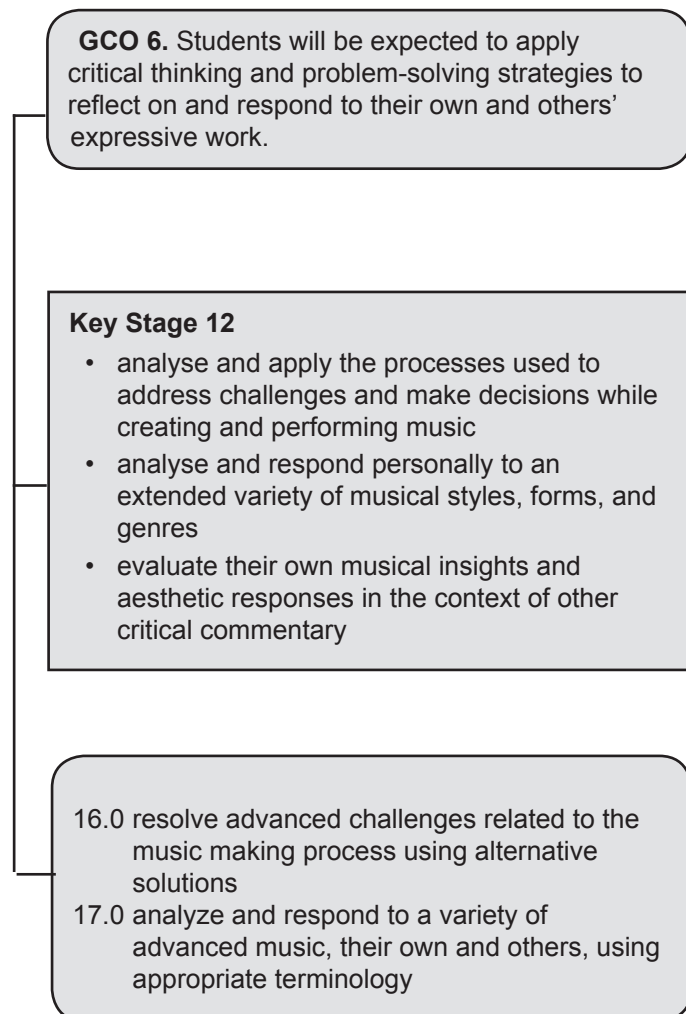 GCO 6. Students will be expected to apply
critical thinking and problem-solving strategies to
reflect on and respond to their own and others’
expressive work.
Key Stage 12
• analyse and apply the processes used to
address challenges and make decisions while
creating and performing music
• analyse and respond personally to an
extended variety of musical styles, forms, and
genres
• evaluate their own musical insights and
aesthetic responses in the context of other
critical commentary
16.0 resolve advanced challenges related to the
music making process using alternative
solutions
17.0 analyze and respond to a variety of
advanced music, their own and others, using
appropriate terminology